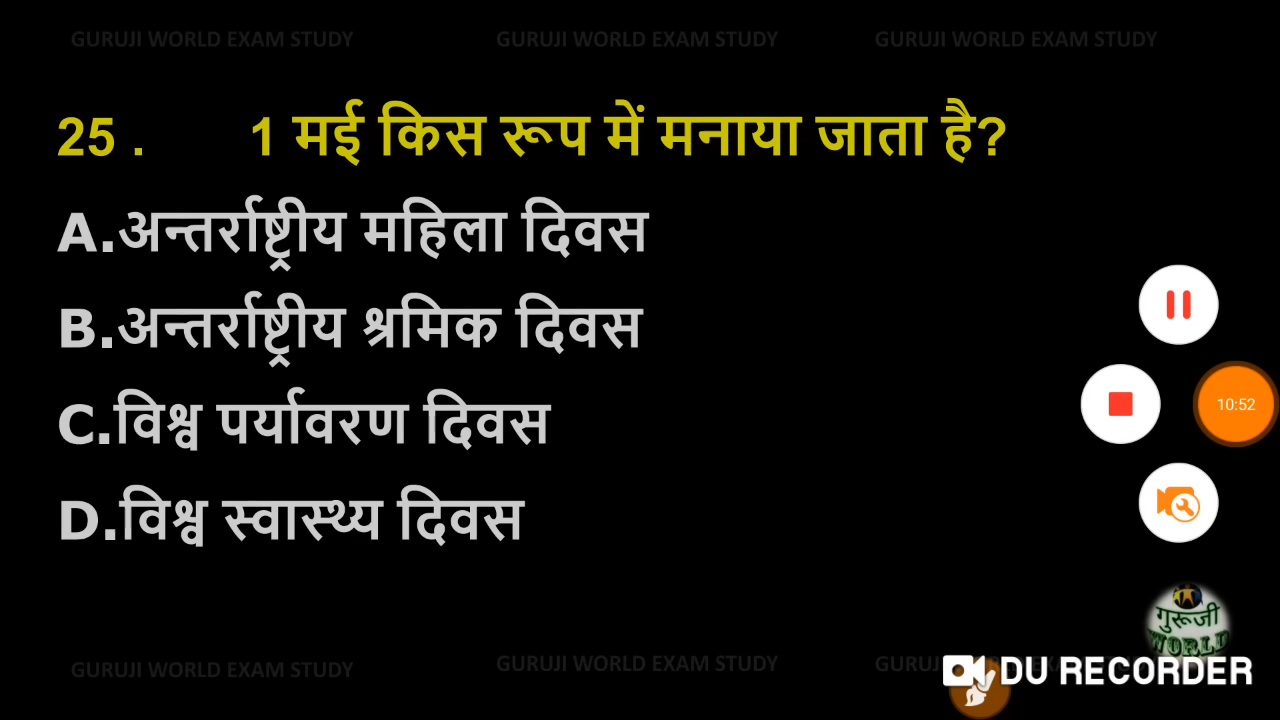 GURUJI WORLD EXAM STUDY GURUJI WORLD EXAM STUDY GURUJI WORLD EXAM STUDY
25 . 1 मई किस रूप में मनाया जाता है?
A.अन्तर्राष्ट्रीय महिला दिवस
B.अन्तर्राष्ट्रीय श्रमिक दिवस
C.विश्व पर्यावरण दिवस
10:52
D.विश्व स्वास्थ्य दिवस
गुरूजी
WORLD
GURUJI WORLD EXAM STUDY GURUJI WORLD EXAM STUDY
DU RECORDER